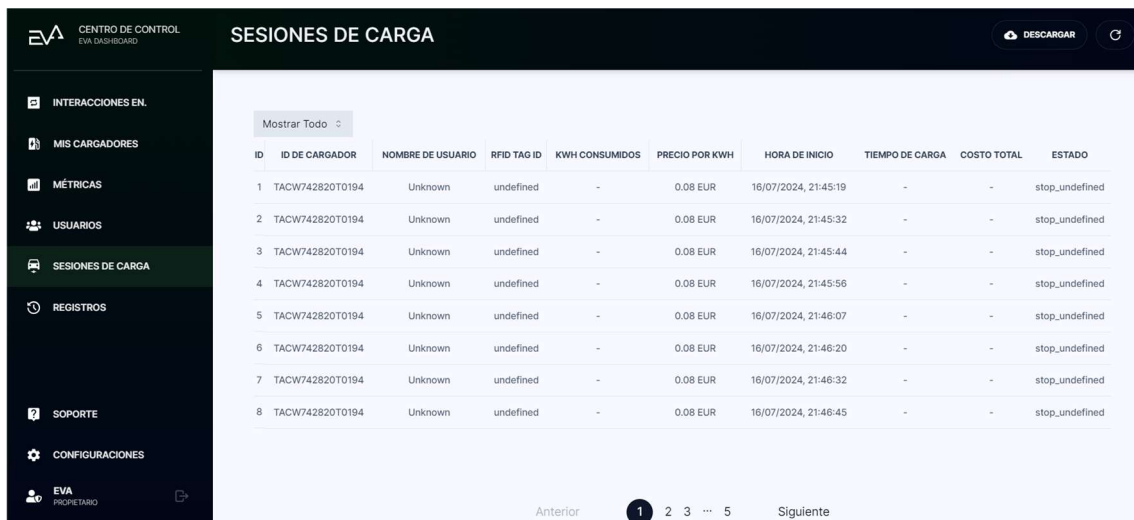 EVA
CENTRO DE CONTROL
EVA DASHBOARD
SESIONES DE CARGA
DESCARGAR
INTERACCIONES EN.
MIS CARGADORES
MÉTRICAS
USUARIOS
SESIONES DE CARGA
REGISTROS
SOPORTE
CONFIGURACIONES
EVA
PROPIETARIO
Mostrar Todo
ID ID DE CARGADOR NOMBRE DE USUARIO RFID TAG ID KWH CONSUMIDOS PRECIO POR KWH HORA DE INICIO TIEMPO DE CARGA COSTO TOTAL ESTADO
1 TACW742820T0194 Unknown undefined - 0.08 EUR 16/07/2024, 21:45:19 - - stop_undefined
2 TACW742820T0194 Unknown undefined - 0.08 EUR 16/07/2024, 21:45:32 - - stop_undefined
3 TACW742820T0194 Unknown undefined - 0.08 EUR 16/07/2024, 21:45:44 - - stop_undefined
4 TACW742820T0194 Unknown undefined - 0.08 EUR 16/07/2024, 21:45:56 - - stop_undefined
5 TACW742820T0194 Unknown undefined - 0.08 EUR 16/07/2024, 21:46:07 - - stop_undefined
6 TACW742820T0194 Unknown undefined - 0.08 EUR 16/07/2024, 21:46:20 - - stop_undefined
7 TACW742820T0194 Unknown undefined - 0.08 EUR 16/07/2024, 21:46:32 - - stop_undefined
8 TACW742820T0194 Unknown undefined - 0.08 EUR 16/07/2024, 21:46:45 - - stop_undefined
Anterior 1 2 3 ... 5 Siguiente